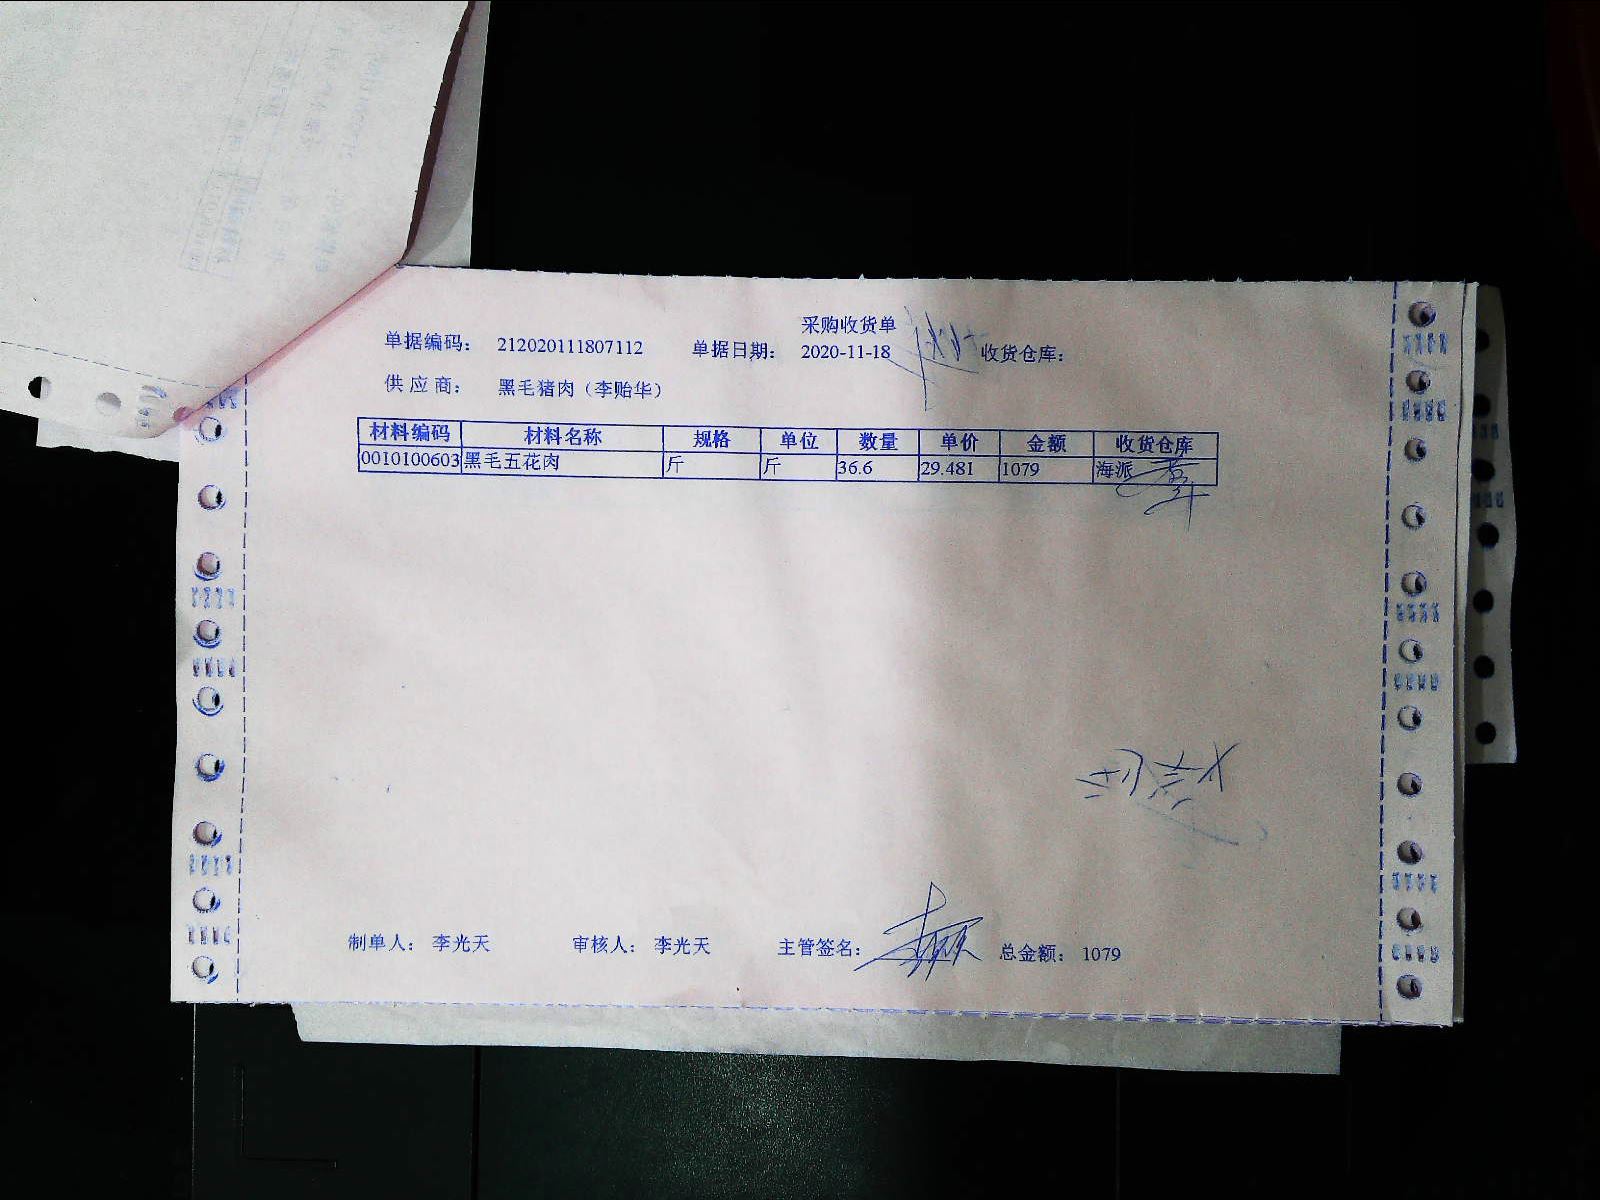 采购收货单
单据编码： 212020111807112 单据日期： 2020-11-18 收货仓库：
供应商： 黑毛猪肉（李贻华）
材料编码 材料名称 规格 单位 数量 单价 金额 收货仓库
0010100603 黑毛五花肉 斤 斤 36.6 29.481 1079 海派
制单人： 李光天 审核人： 李光天 主管签名： 总金额： 1079